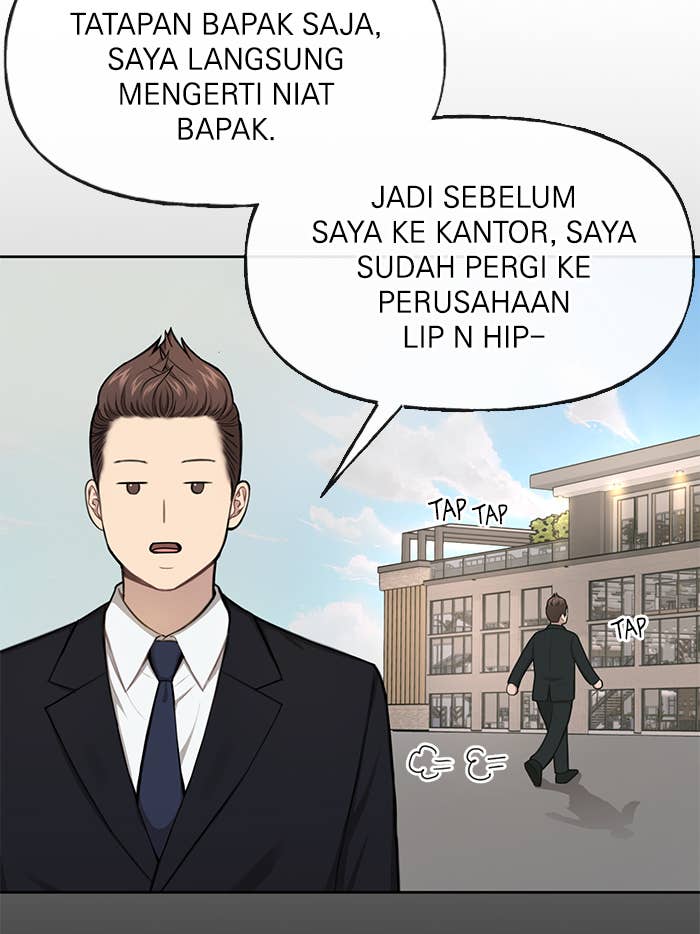 TATAPAN BAPAK SAJA,
SAYA LANGSUNG
MENGERTI NIAT
BAPAK.
JADI SEBELUM
SAYA KE KANTOR, SAYA
SUDAH PERGI KE
PERUSAHAAN
LIP N HIP–
TAP TAP
TAP